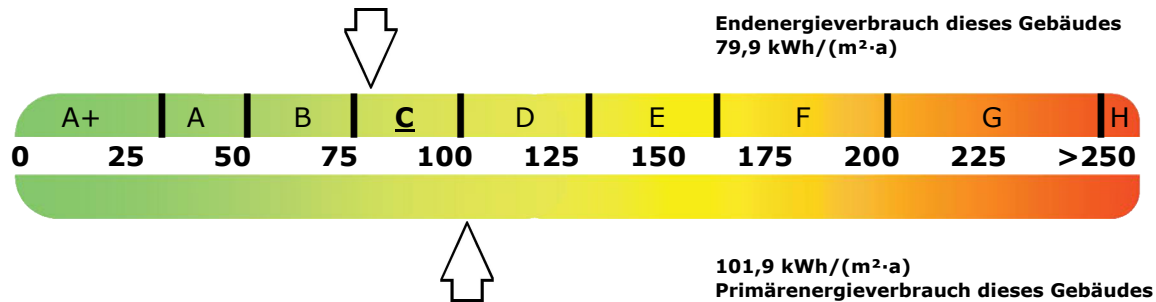 Endenergieverbrauch dieses Gebäudes
79,9 kWh/(m²·a)
A+ A B C D E F G H
0 25 50 75 100 125 150 175 200 225 >250
101,9 kWh/(m²·a)
Primärenergieverbrauch dieses Gebäudes